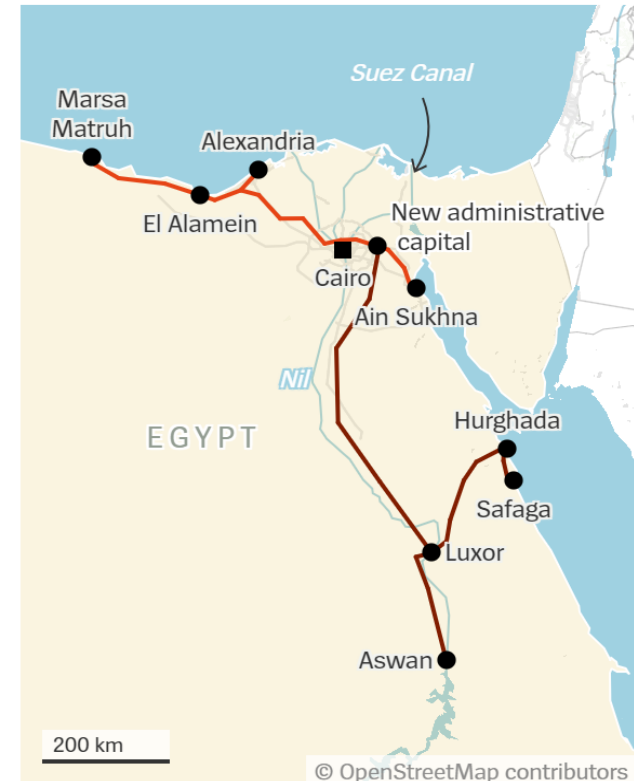 Suez Canal
Marsa
Matruh
Alexandria
El Alamein
New administrative
capital
Cairo
Ain Sukhna
Nil
EGYPT
Hurghada
Safaga
Luxor
Aswan
200 km
© OpenStreetMap contributors